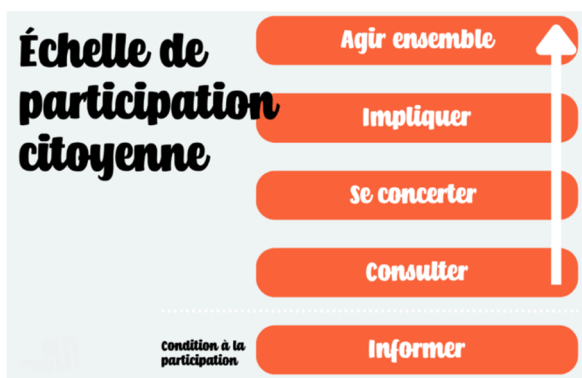 Échelle de
participation
citoyenne
Agir ensemble
Impliquer
Se concerter
Consulter
Condition à la
participation
Informer